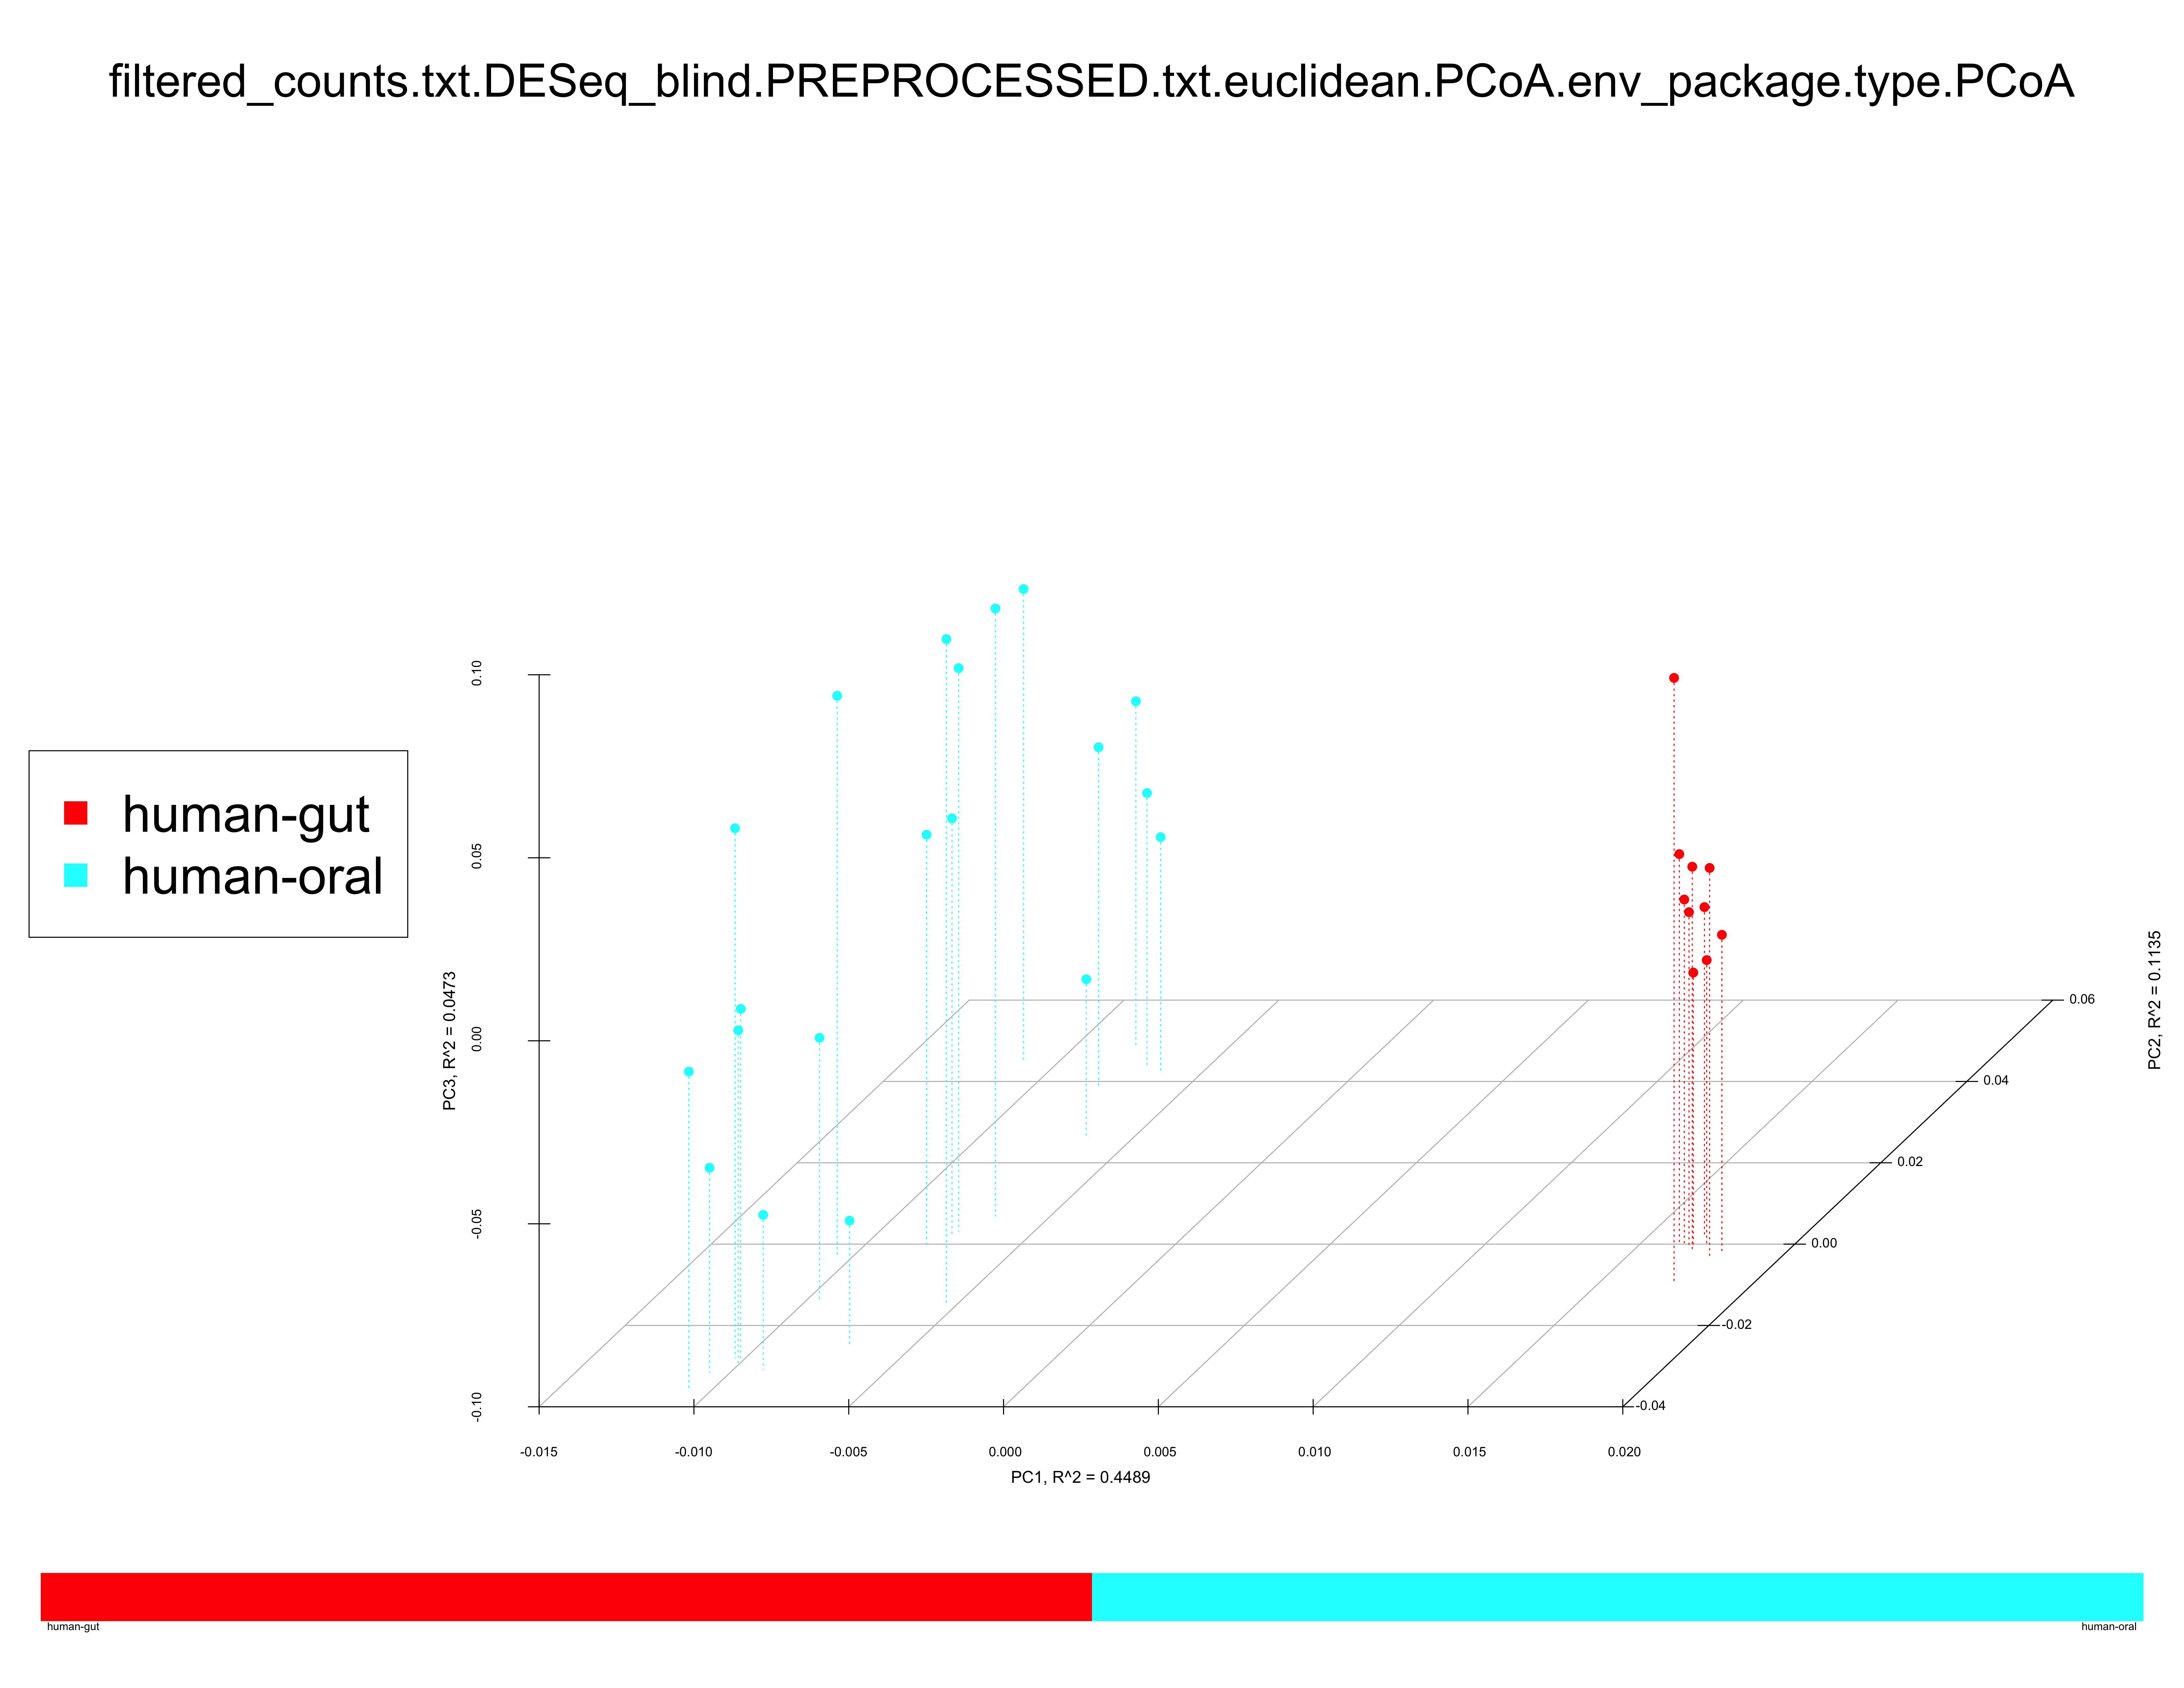 filtered_counts.txt.DESeq_blind.PREPROCESSED.txt.euclidean.PCoA.env_package.type.PCoA
human-gut
human-oral
PC3, R^2 = 0.0473
0.10
0.05
0.00
-0.05
-0.10
-0.015
-0.010
-0.005
0.000
0.005
0.010
0.015
0.020
PC1, R^2 = 0.4489
0.06
0.04
0.02
0.00
-0.02
-0.04
PC2, R^2 = 0.1135
human-gut
human-oral